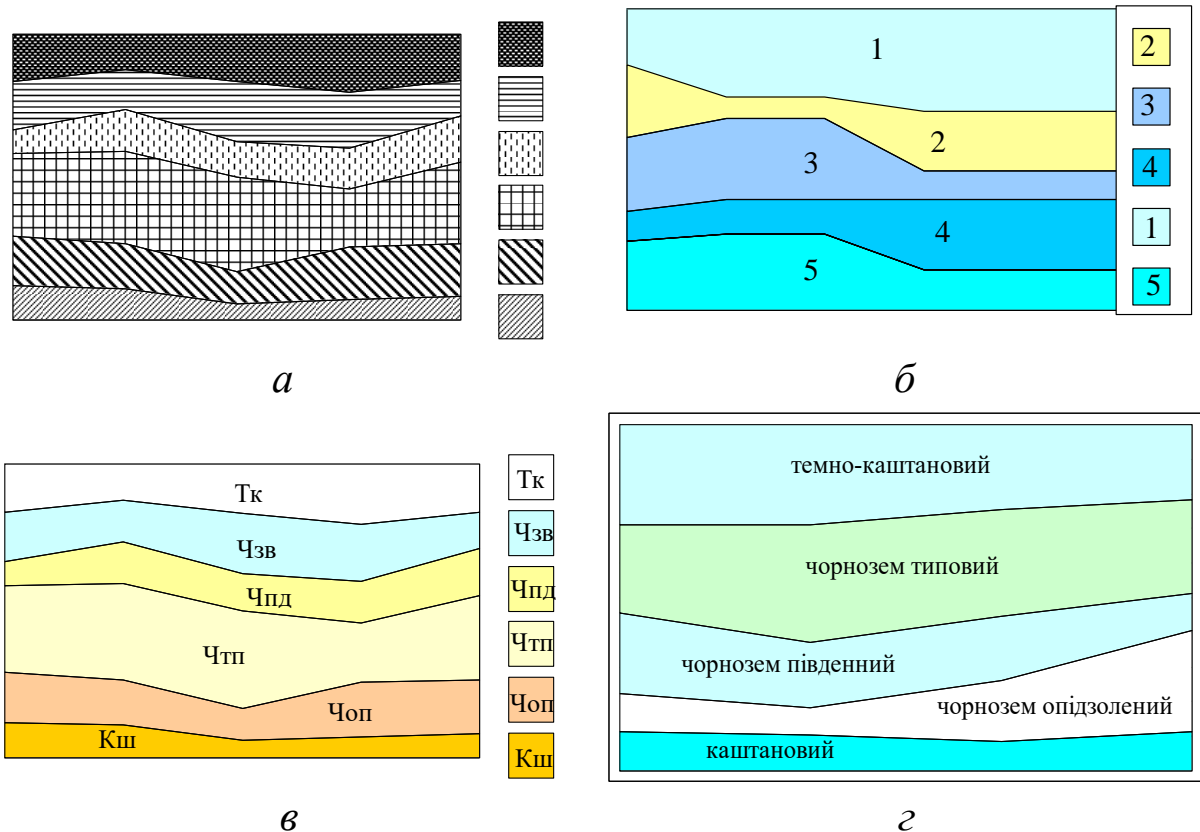 1
2
3
4
5
2
3
4
1
5
а
б
Тк
Чзв
Чпд
Чтп
Чоп
Кш
Тк
Чзв
Чпд
Чтп
Чоп
Кш
темно-каштановий
чорнозем типовий
чорнозем південний
чорнозем опідзолений
каштановий
в
г